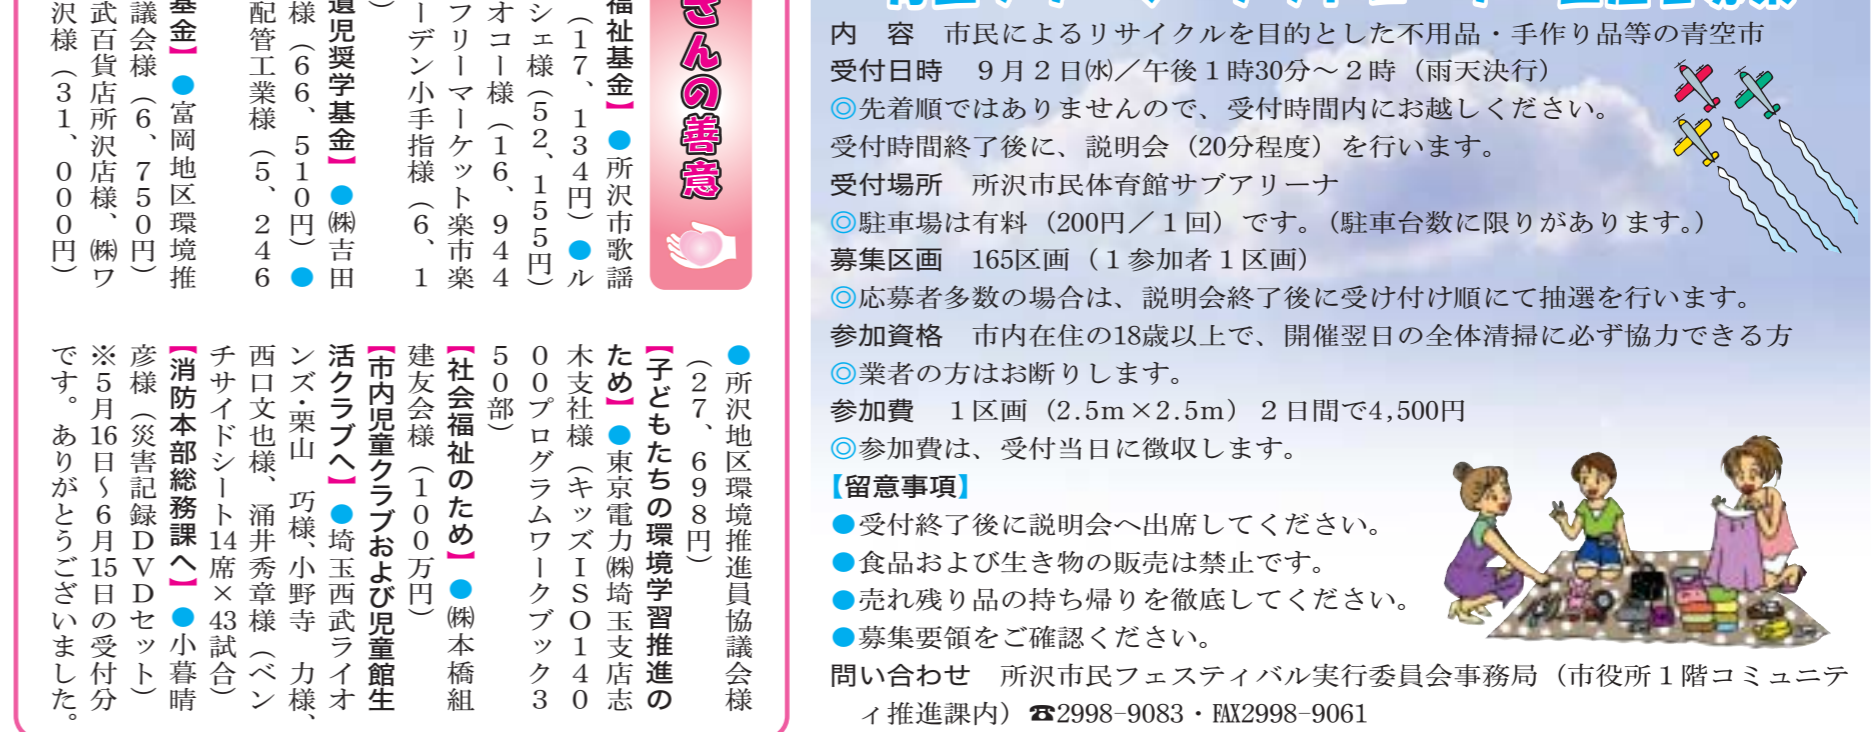 内　容　市民によるリサイクルを目的とした不用品・手作り品等の青空市
受付日時　９月２日㈬／午後１時30分～２時（雨天決行）
◎先着順ではありませんので、受付時間内にお越しください。
受付時間終了後に、説明会（20分程度）を行います。
受付場所　所沢市民体育館サブアリーナ
◎駐車場は有料（200円／１回）です。（駐車台数に限りがあります。）
募集区画　165区画（１参加者１区画）
◎応募者多数の場合は、説明会終了後に受け付け順にて抽選を行います。
参加資格　市内在住の18歳以上で、開催翌日の全体清掃に必ず協力できる方
◎業者の方はお断りします。
参加費　１区画（2.5m×2.5m）２日間で4,500円
◎参加費は、受付当日に徴収します。
【留意事項】
●受付終了後に説明会へ出席してください。
●食品および生き物の販売は禁止です。
●売れ残り品の持ち帰りを徹底してください。
●募集要領をご確認ください。
問い合わせ　所沢市民フェスティバル実行委員会事務局（市役所１階コミュニテ
ィ推進課内）☎2998-9083・FAX2998-9061
さんの善意
福祉基金】●所沢市歌謡
（１７、１３４円）●ル
シェ様（５２、１５５円）
オコー様（１６、９４４
フリーマーケット楽市楽
ーデン小手指様（６、１
）
遺児奨学基金】●㈱吉田
様（６６、５１０円）●
配管工業様（５、２４６
基金】●富岡地区環境推
議会様（６、７５０円）
武百貨店所沢店様、㈱ワ
沢様（３１、０００円）
●所沢地区環境推進員協議会様
（２７、６９８円）
【子どもたちの環境学習推進の
ため】●東京電力㈱埼玉支店志
木支社様（キッズＩＳＯ１４０
００プログラムワークブック３
５０部）
【社会福祉のため】●㈱本橋組
建友会様（１００万円）
【市内児童クラブおよび児童館生
活クラブへ】●埼玉西武ライオ
ンズ・栗山　巧様、小野寺　力様、
西口文也様、涌井秀章様（ベン
チサイドシート14席×43試合）
【消防本部総務課へ】●小暮晴
彦様（災害記録ＤＶＤセット）
※５月16日～６月15日の受付分
です。ありがとうございました。